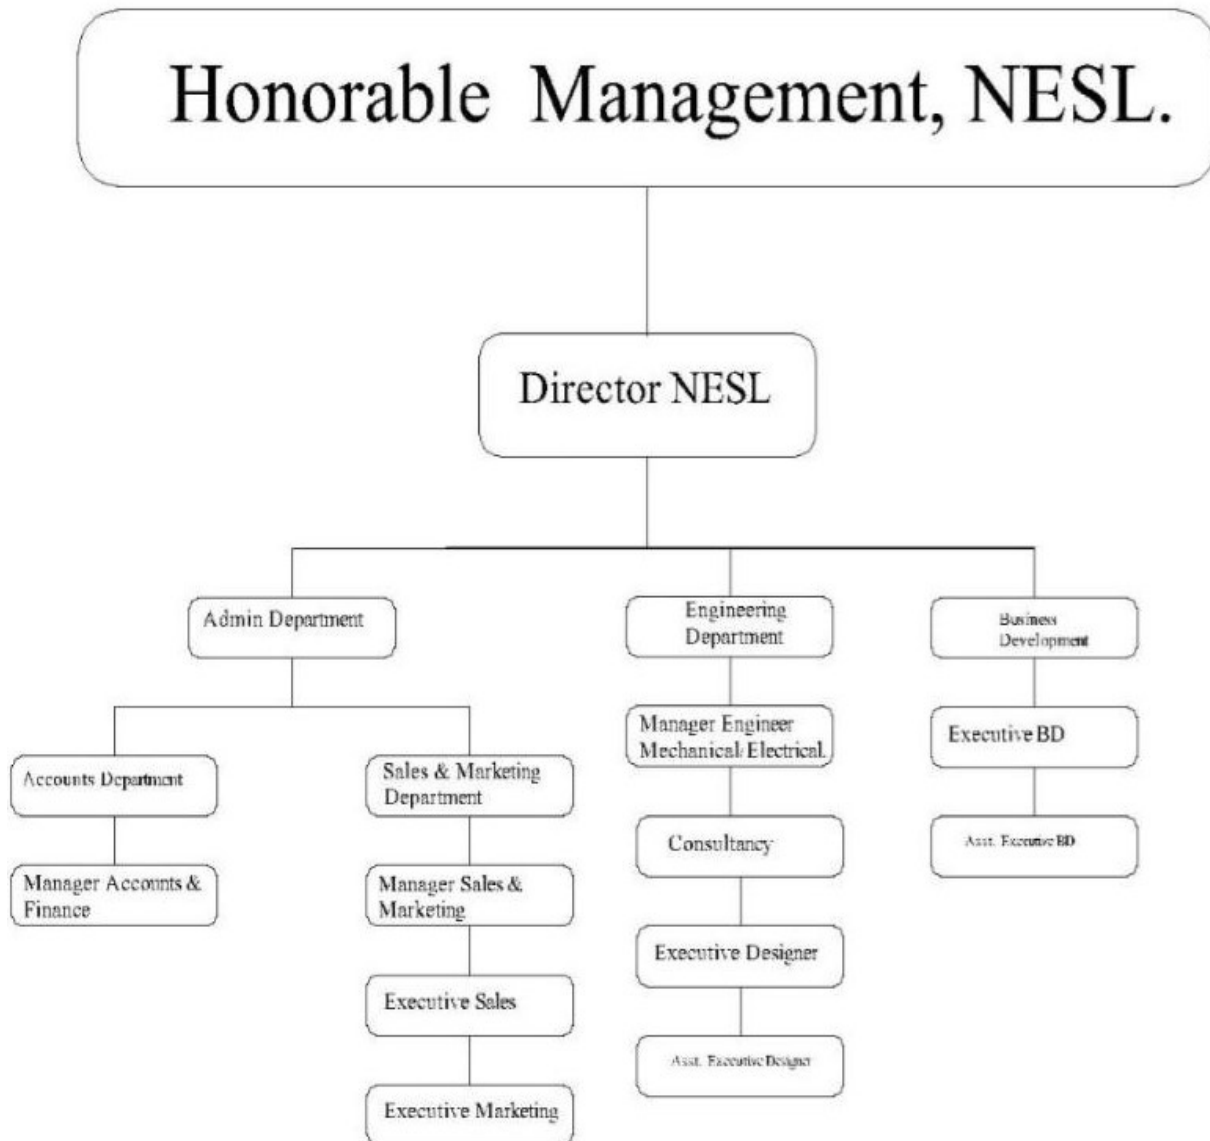 Honorable Management, NESL.
Director NESL
Admin Department
Engineering
Department
Business
Development
Accounts Department
Manager Accounts &
Finance
Sales & Marketing
Department
Manager Sales &
Marketing
Executive Sales
Executive Marketing
Manager Engineer
Mechanical/Electrical.
Consultancy
Executive Designer
Asst. Executive Designer
Executive BD
Asst. Executive BD